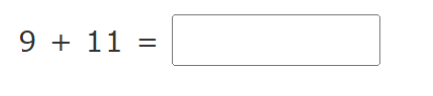 9 + 11 =